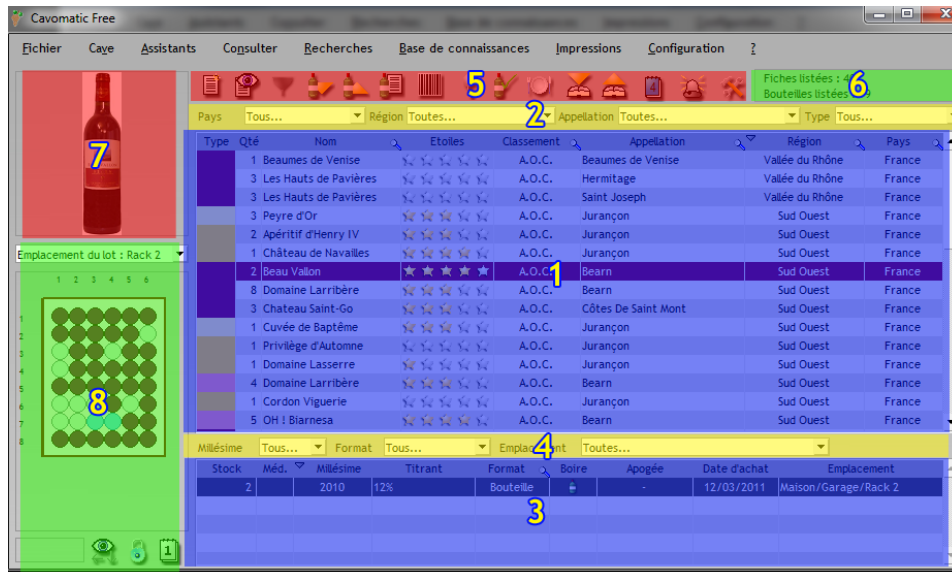 Cavomatic Free
Fichier Cave Assistants Consulter Recherches Base de connaissances Impressions Configuration ?
7
5
4
Fiches listées : 4
Bouteilles listées 9
6
Pays Tous... Région Toutes... 2 Appellation Toutes... Type Tous...
Type Qté Nom Etoiles Classement Appellation Région Pays
1 Beaumes de Venise A.O.C. Beaumes de Venise Vallée du Rhône France
3 Les Hauts de Pavières A.O.C. Hermitage Vallée du Rhône France
3 Les Hauts de Pavières A.O.C. Saint Joseph Vallée du Rhône France
3 Peyre d'Or A.O.C. Jurançon Sud Ouest France
2 Apéritif d'Henry IV A.O.C. Jurançon Sud Ouest France
1 Château de Navailles A.O.C. Jurançon Sud Ouest France
2 Beau Vallon A.O.C. 1 Bearn Sud Ouest France
8 Domaine Larribère A.O.C. Bearn Sud Ouest France
3 Chateau Saint-Go A.O.C. Côtes De Saint Mont Sud Ouest France
1 Cuvée de Baptême A.O.C. Jurançon Sud Ouest France
1 Privilège d'Automne A.O.C. Jurançon Sud Ouest France
1 Domaine Lasserre A.O.C. Jurançon Sud Ouest France
4 Domaine Larribère A.O.C. Bearn Sud Ouest France
1 Cordon Viguerie A.O.C. Jurançon Sud Ouest France
5 OH ! Biarnesa A.O.C. Bearn Sud Ouest France
Emplacement du lot : Rack 2
1 2 3 4 5 6
1
2
3
4
5
6
7
8
8
1
Millésime Tous... Format Tous... Emplacement 4 Toutes...
Stock Méd. Millésime Titrant Format Boire Apogée Date d'achat Emplacement
2 2010 12% Bouteille - 12/03/2011 Maison/Garage/Rack 2
3